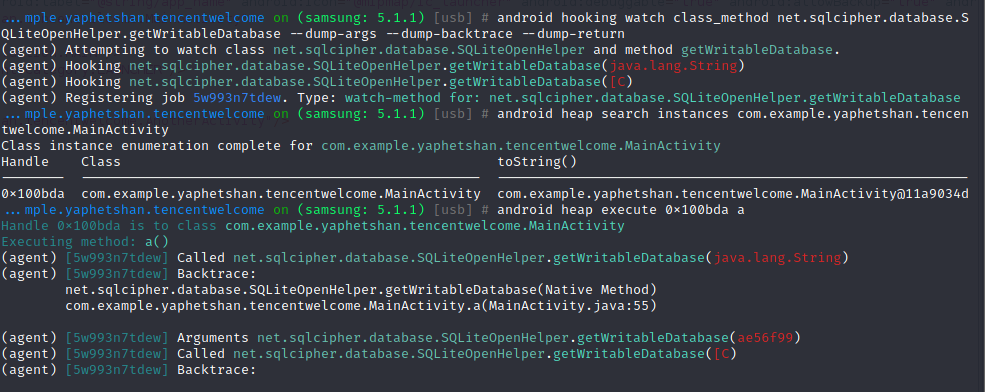 ...mple.yaphetshan.tencentwelcome on (samsung: 5.1.1) [usb] # android hooking watch class_method net.sqlcipher.database.S
QLiteOpenHelper.getWritableDatabase --dump-args --dump-backtrace --dump-return
(agent) Attempting to watch class net.sqlcipher.database.SQLiteOpenHelper and method getWritableDatabase.
(agent) Hooking net.sqlcipher.database.SQLiteOpenHelper.getWritableDatabase(java.lang.String)
(agent) Hooking net.sqlcipher.database.SQLiteOpenHelper.getWritableDatabase([C)
(agent) Registering job 5w993n7tdew. Type: watch-method for: net.sqlcipher.database.SQLiteOpenHelper.getWritableDatabase
...mple.yaphetshan.tencentwelcome on (samsung: 5.1.1) [usb] # android heap search instances com.example.yaphetshan.tencen
twelcome.MainActivity
Class instance enumeration complete for com.example.yaphetshan.tencentwelcome.MainActivity
Handle Class toString()
0×100bda com.example.yaphetshan.tencentwelcome.MainActivity com.example.yaphetshan.tencentwelcome.MainActivity@11a9034d
...mple.yaphetshan.tencentwelcome on (samsung: 5.1.1) [usb] # android heap execute 0×100bda a
Handle 0×100bda is to class com.example.yaphetshan.tencentwelcome.MainActivity
Executing method: a()
(agent) [5w993n7tdew] Called net.sqlcipher.database.SQLiteOpenHelper.getWritableDatabase(java.lang.String)
(agent) [5w993n7tdew] Backtrace:
net.sqlcipher.database.SQLiteOpenHelper.getWritableDatabase(Native Method)
com.example.yaphetshan.tencentwelcome.MainActivity.a(MainActivity.java:55)
(agent) [5w993n7tdew] Arguments net.sqlcipher.database.SQLiteOpenHelper.getWritableDatabase(ae56f99)
(agent) [5w993n7tdew] Called net.sqlcipher.database.SQLiteOpenHelper.getWritableDatabase([C)
(agent) [5w993n7tdew] Backtrace: